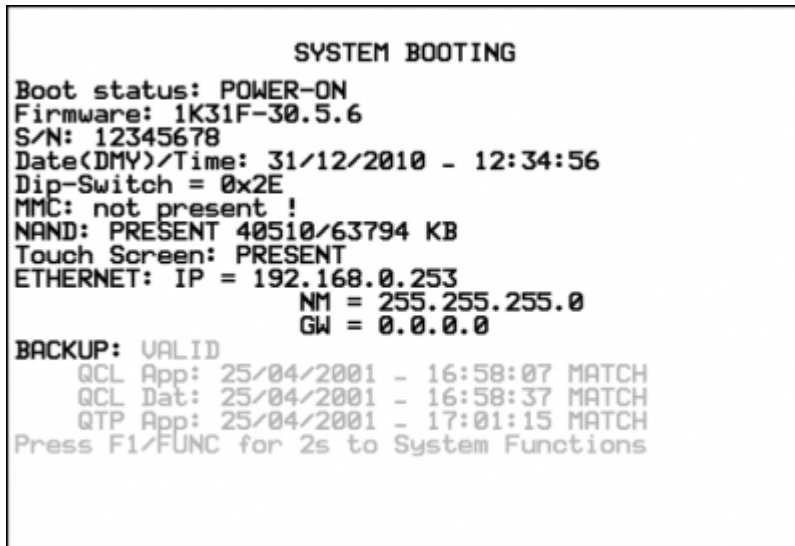 SYSTEM BOOTING
Boot status: POWER-ON
Firmware: 1K31F-30.5.6
S/N: 12345678
Date(DMY)/Time: 31/12/2010 - 12:34:56
Dip-Switch = 0x2E
MMC: not present !
NAND: PRESENT 40510/63794 KB
Touch Screen: PRESENT
ETHERNET: IP = 192.168.0.253
NM = 255.255.255.0
GW = 0.0.0.0
BACKUP: VALID
QCL App: 25/04/2001 - 16:58:07 MATCH
QCL Dat: 25/04/2001 - 16:58:37 MATCH
QTP App: 25/04/2001 - 17:01:15 MATCH
Press F1/FUNC for 2s to System Functions